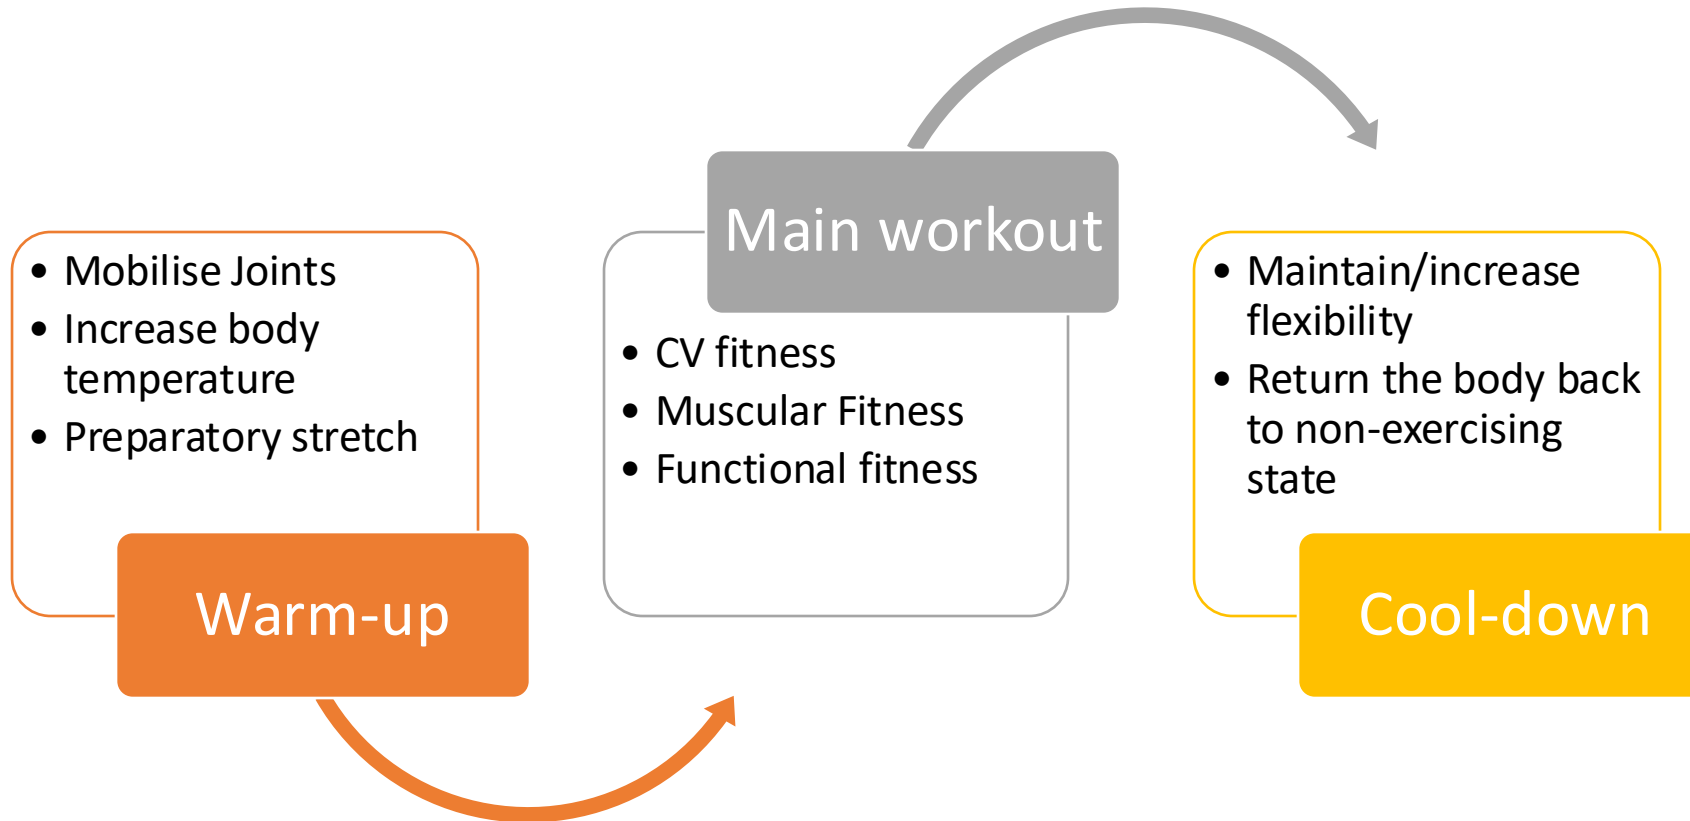 • Mobilise Joints
• Increase body
temperature
• Preparatory stretch
Warm-up
Main workout
• CV fitness
• Muscular Fitness
• Functional fitness
• Maintain/increase
flexibility
• Return the body back
to non-exercising
state
Cool-down